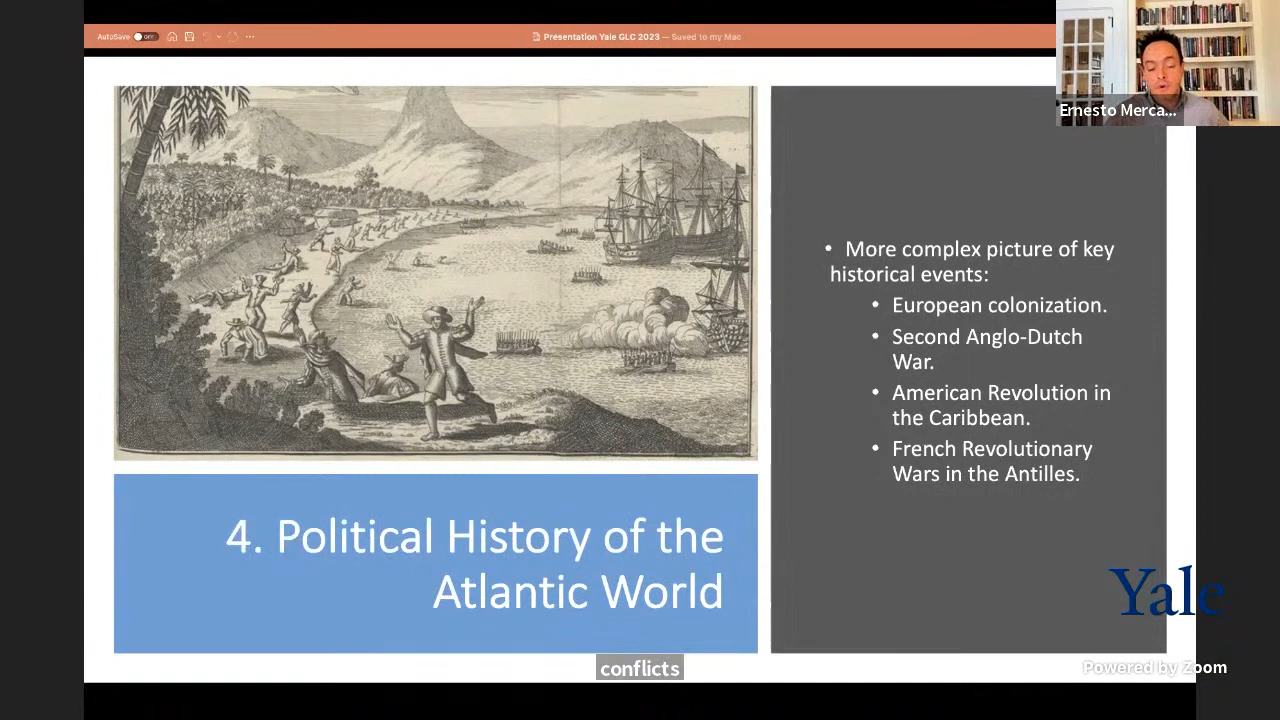 AutoSave OFF
Presentation Yale GLC 2023 — Saved to my Mac
Ernesto Merca...
• More complex picture of key
historical events:
• European colonization.
• Second Anglo-Dutch
War.
• American Revolution in
the Caribbean.
• French Revolutionary
Wars in the Antilles.
4. Political History of the
Atlantic World
Yale
conflicts
Powered by Zoom